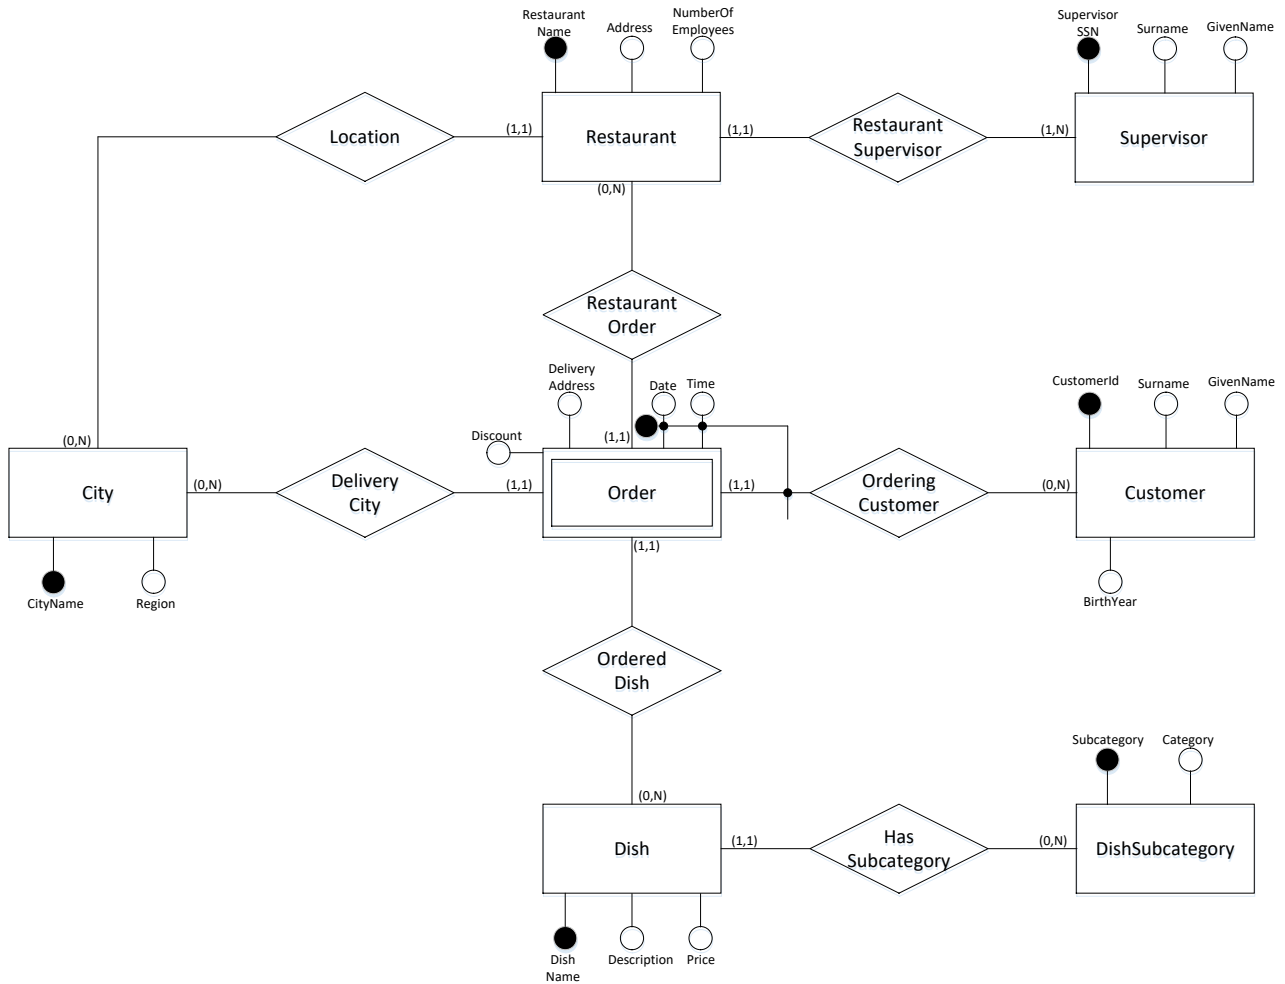 Restaurant
Name
Address
NumberOf
Employees
Supervisor
SSN
Surname
GivenName
Location
(1,1)
Restaurant
(1,1)
Restaurant
Supervisor
(1,N)
Supervisor
(0,N)
Restaurant
Order
Delivery
Address
Date
Time
CustomerId
Surname
GivenName
Discount
(1,1)
(0,N)
City
(0,N)
Delivery
City
(1,1)
Order
(1,1)
Ordering
Customer
(0,N)
Customer
(1,1)
CityName
Region
BirthYear
Ordered
Dish
Subcategory
Category
(0,N)
Dish
(1,1)
Has
Subcategory
(0,N)
DishSubcategory
Dish
Name
Description
Price